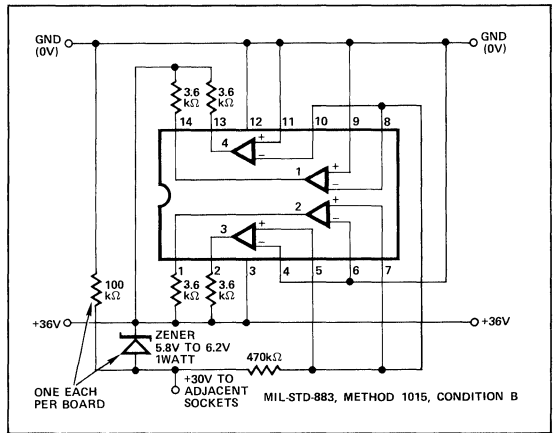 GND
(0V)
GND
(0V)
3.6
kΩ
3.6
kΩ
14
13
12
11
10
9
8
+
4
−
+
1
−
+
2
−
+
3
−
1
2
3
4
5
6
7
100
kΩ
3.6
kΩ
3.6
kΩ
+36V
+36V
ZENER
5.8V TO 6.2V
1WATT
470kΩ
ONE EACH
PER BOARD
+30V TO
ADJACENT
SOCKETS
MIL-STD-883, METHOD 1015, CONDITION B